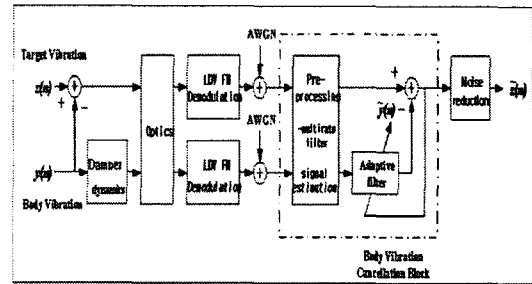 AWGN
Target Vibration
LDV FM
Demodulation
Pre-
processing
Noise
reduction
+
−
Optics
-multirate
filter
AWGN
Damper
dynamics
LDV FM
Demodulation
signal
estimation
Adaptive
filter
Body Vibration
Body Vibration
Cancellation Block